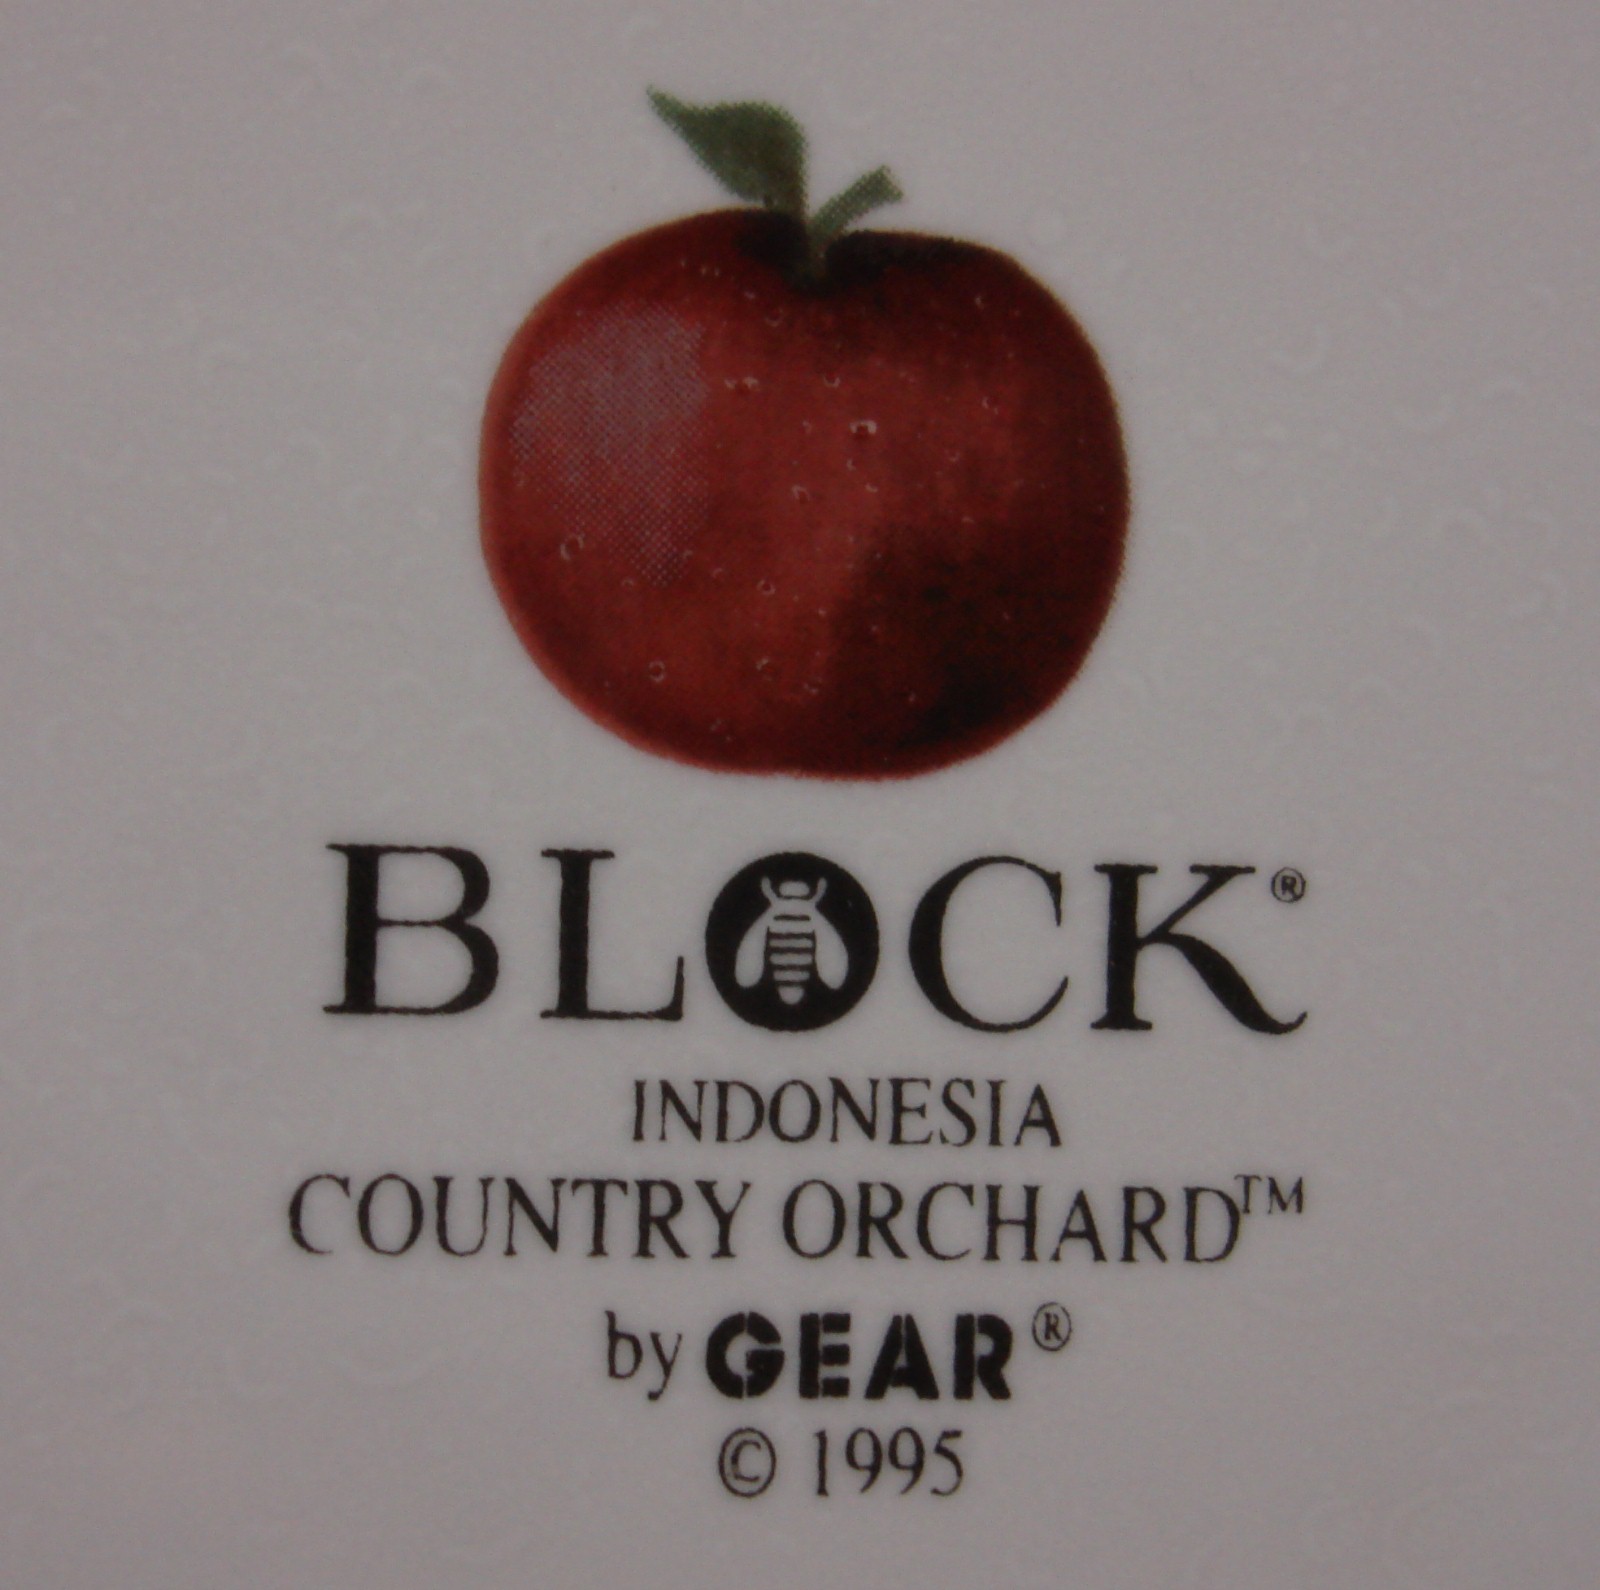 BLOCK®
INDONESIA
COUNTRY ORCHARD™
by GEAR®
© 1995